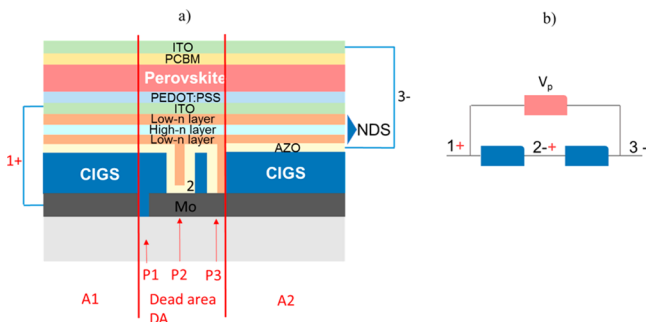 a)
b)
ITO
PCBM
Perovskite
PEDOT:PSS
ITO
Low-n layer
High-n layer
Low-n layer
AZO
CIGS
CIGS
2
Mo
1+
3-
NDS
P1 P2 P3
A1
Dead area
DA
A2
Vp
1+
2-+
3 -